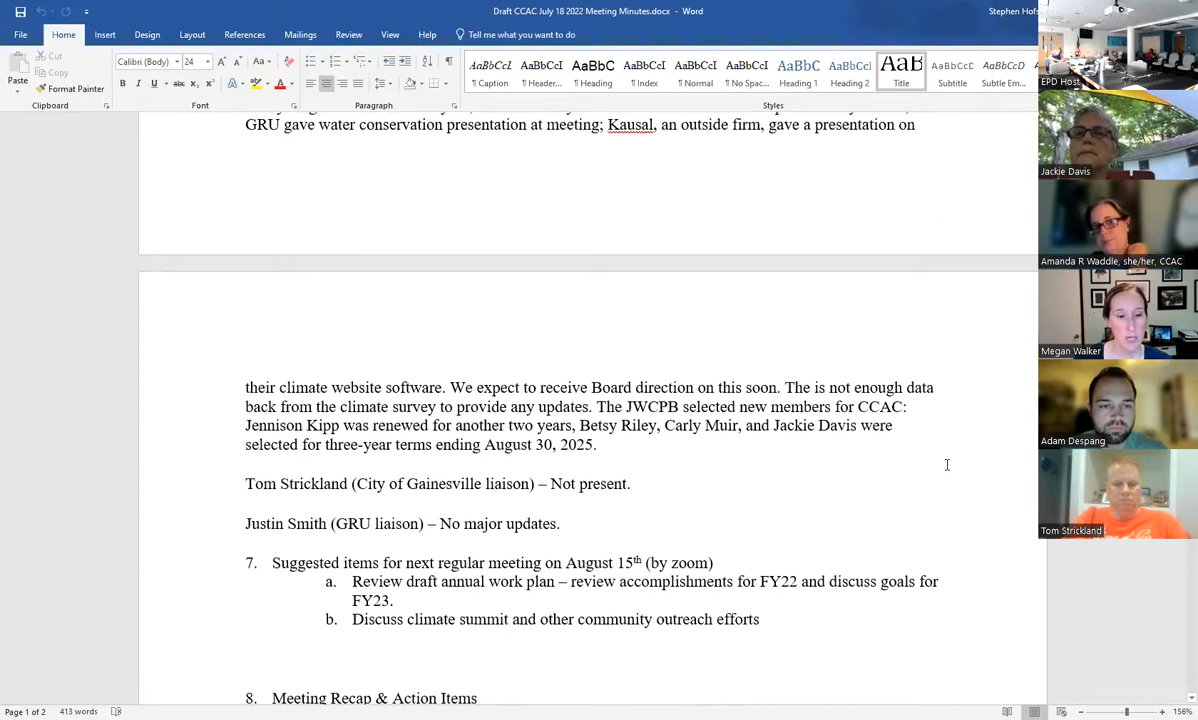 Draft CCAC July 18 2022 Meeting Minutes.docx - Word
Stephen Hofs
File Home Insert Design Layout References Mailings Review View Help Tell me what you want to do
Paste
Cut
Copy
Format Painter
Clipboard
Calibri (Body) 24
Font
Paragraph
AaBbCcI AaBbCcI AaBbCc AaBbCcI AaBbCcI AaBbCcI AaBbC AaBbCcI AaB AaBbCcD AaBbCcD
¶ Caption ¶ Header... ¶ Heading ¶ Index ¶ Normal ¶ No Spac... Heading 1 Heading 2 Title Subtitle Subtle Em...
Styles
GRU gave water conservation presentation at meeting; Kausal, an outside firm, gave a presentation on
their climate website software. We expect to receive Board direction on this soon. The is not enough data
back from the climate survey to provide any updates. The JWCPB selected new members for CCAC:
Jennison Kipp was renewed for another two years, Betsy Riley, Carly Muir, and Jackie Davis were
selected for three-year terms ending August 30, 2025.
Tom Strickland (City of Gainesville liaison) – Not present.
Justin Smith (GRU liaison) – No major updates.
7. Suggested items for next regular meeting on August 15th (by zoom)
a. Review draft annual work plan – review accomplishments for FY22 and discuss goals for
FY23.
b. Discuss climate summit and other community outreach efforts
8. Meeting Recap & Action Items
Page 1 of 2 413 words
156%
EPD Host
Jackie Davis
Amanda R Waddle, she/her, CCAC
Megan Walker
Adam Despang
Tom Strickland